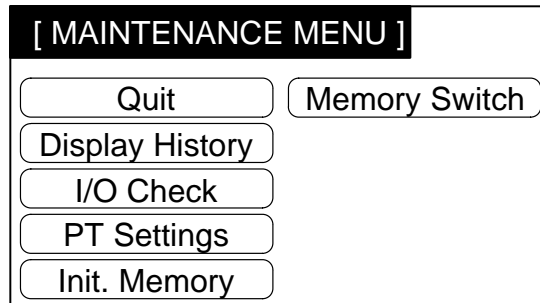 [ MAINTENANCE MENU ]
Quit Memory Switch
Display History
I/O Check
PT Settings
Init. Memory